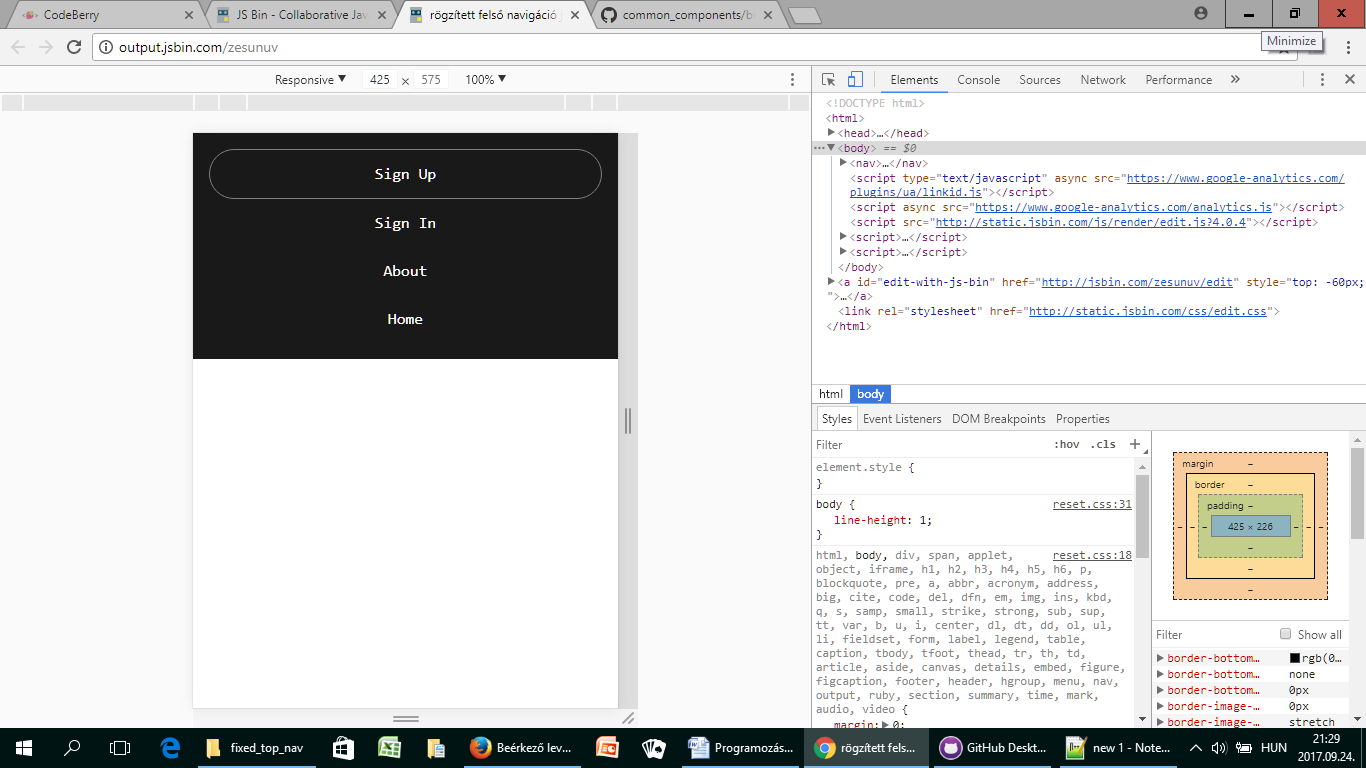 CodeBerry
JS Bin - Collaborative Jav
rögzített felső navigáció j
common_components/b
output.jsbin.com/zesunuv
Minimize
Responsive 425 × 575 100%
Elements Console Sources Network Performance »
<!DOCTYPE html>
<html>
<head>…</head>
<body> == $0
<nav>…</nav>
<script type="text/javascript" async src="https://www.google-analytics.com/
plugins/ua/linkid.js"></script>
<script async src="https://www.google-analytics.com/analytics.js"></script>
<script src="http://static.jsbin.com/js/render/edit.js?4.0.4"></script>
<script>…</script>
<script>…</script>
</body>
<a id="edit-with-js-bin" href="http://jsbin.com/zesunuv/edit" style="top: -60px;
">…</a>
<link rel="stylesheet" href="http://static.jsbin.com/css/edit.css">
</html>
Sign Up
Sign In
About
Home
html body
Styles Event Listeners DOM Breakpoints Properties
Filter :hov .cls +
element.style {
}
body { reset.css:31
line-height: 1;
}
html, body, div, span, applet, reset.css:18
object, iframe, h1, h2, h3, h4, h5, h6, p,
blockquote, pre, a, abbr, acronym, address,
big, cite, code, del, dfn, em, img, ins, kbd,
q, s, samp, small, strike, strong, sub, sup,
tt, var, b, u, i, center, dl, dt, dd, ol, ul,
li, fieldset, form, label, legend, table,
caption, tbody, tfoot, thead, tr, th, td,
article, aside, canvas, details, embed, figure,
figcaption, footer, header, hgroup, menu, nav,
output, ruby, section, summary, time, mark,
audio, video {
margin: 0;
margin –
border –
padding –
– – – 425 × 226 – – –
–
–
–
Filter Show all
border-bottom… rgb(0…
border-bottom… none
border-bottom… 0px
border-image-… 0px
border-image-… stretch
fixed_top_nav
Beérkező lev…
Programozás…
rögzített fels…
GitHub Deskt…
new 1 - Note…
HUN
21:29
2017.09.24.